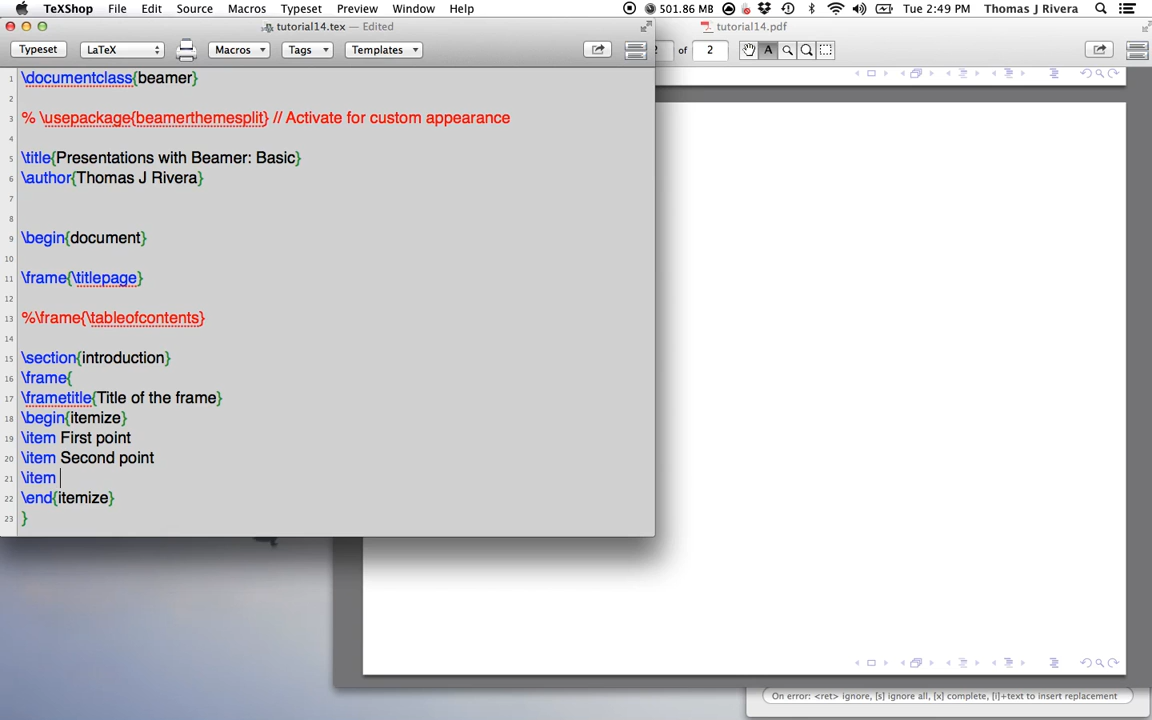 TeXShop File Edit Source Macros Typeset Preview Window Help 501.86 MB Tue 2:49 PM Thomas J Rivera
tutorial14.tex — Edited
tutorial14.pdf
Typeset LaTeX Macros Tags Templates
2 of 2
1 \documentclass{beamer}
2
3 % \usepackage{beamerthemesplit} // Activate for custom appearance
4
5 \title{Presentations with Beamer: Basic}
6 \author{Thomas J Rivera}
7
8
9 \begin{document}
10
11 \frame{\titlepage}
12
13 %\frame{\tableofcontents}
14
15 \section{introduction}
16 \frame{
17 \frametitle{Title of the frame}
18 \begin{itemize}
19 \item First point
20 \item Second point
21 \item
22 \end{itemize}
23 }
On error: <ret> ignore, [s] ignore all, [x] complete, [i]+text to insert replacement